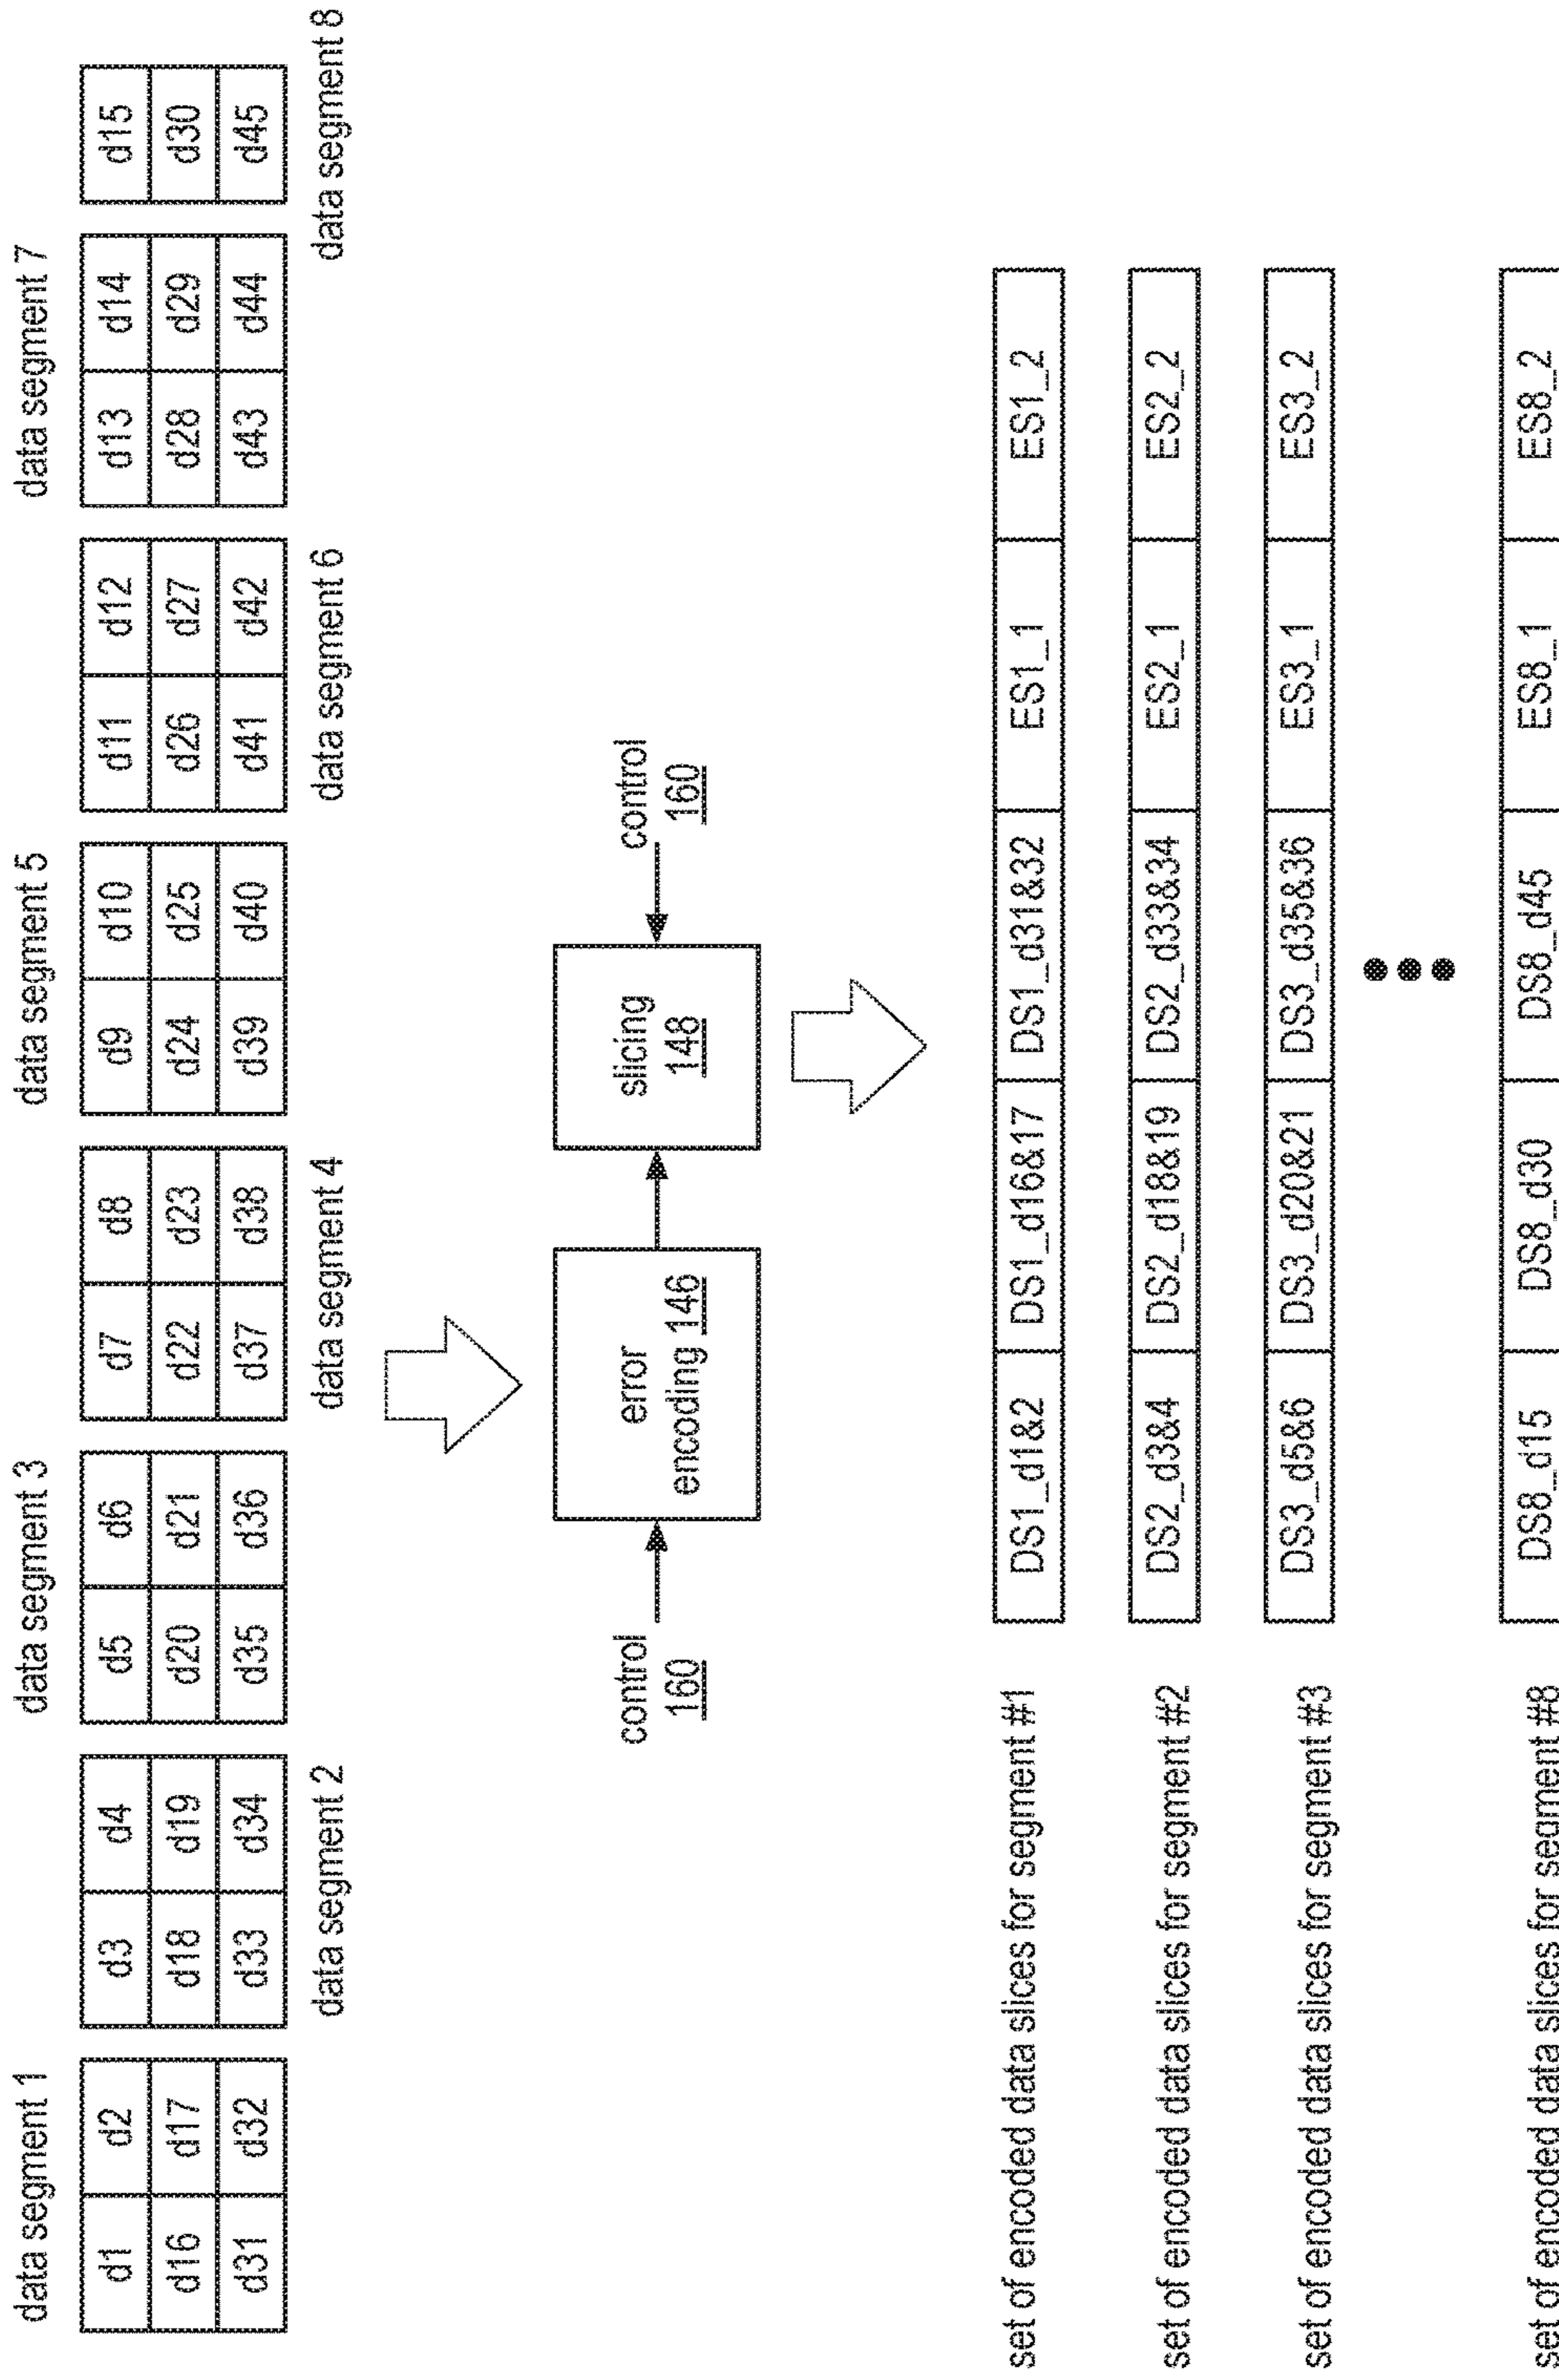 data segment 1
data segment 3
data segment 5
data segment 7
d1 d2 d3 d4 d5 d6 d7 d8 d9 d10 d11 d12 d13 d14 d15
d16 d17 d18 d19 d20 d21 d22 d23 d24 d25 d26 d27 d28 d29 d30
d31 d32 d33 d34 d35 d36 d37 d38 d39 d40 d41 d42 d43 d44 d45
data segment 2
data segment 4
data segment 6
data segment 8
control
160
error
encoding 146
slicing
148
control
160
set of encoded data slices for segment #1
DS1_d1&2 DS1_d16&17 DS1_d31&32 ES1_1 ES1_2
set of encoded data slices for segment #2
DS2_d3&4 DS2_d18&19 DS2_d33&34 ES2_1 ES2_2
set of encoded data slices for segment #3
DS3_d5&6 DS3_d20&21 DS3_d35&36 ES3_1 ES3_2
set of encoded data slices for segment #8
DS8_d15 DS8_d30 DS8_d45 ES8_1 ES8_2